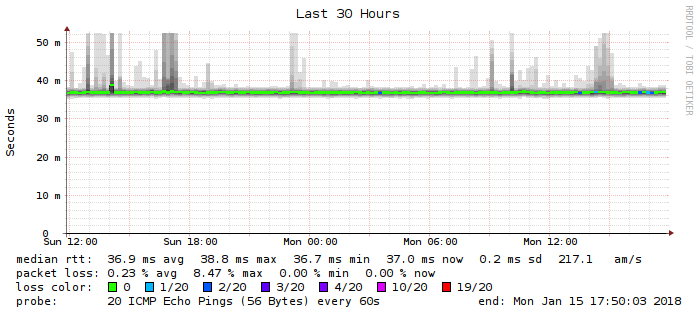 Last 30 Hours
RRDTOOL / TOBI OETIKER
Seconds
50 m
40 m
30 m
20 m
10 m
0
Sun 12:00 Sun 18:00 Mon 00:00 Mon 06:00 Mon 12:00
median rtt: 36.9 ms avg 38.8 ms max 36.7 ms min 37.0 ms now 0.2 ms sd 217.1 am/s
packet loss: 0.23 % avg 8.47 % max 0.00 % min 0.00 % now
loss color: 0 1/20 2/20 3/20 4/20 10/20 19/20
probe: 20 ICMP Echo Pings (56 Bytes) every 60s end: Mon Jan 15 17:50:03 2018